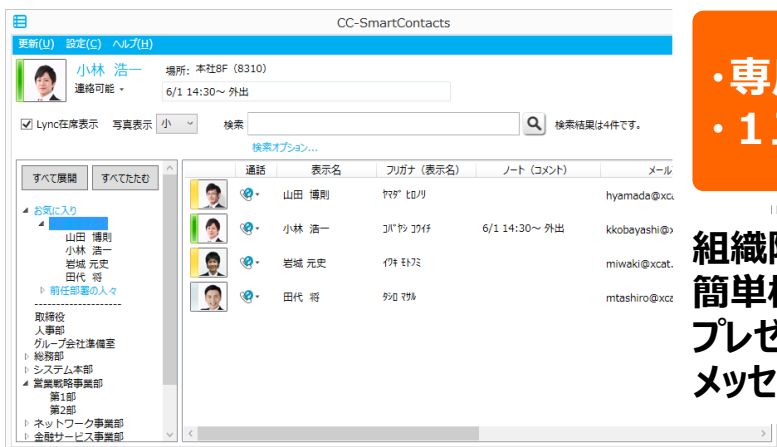 CC-SmartContacts
更新(U) 設定(C) ヘルプ(H)
小林 浩一
連絡可能
場所: 本社8F (8310)
6/1 14:30～ 外出
Lync在席表示 写真表示 小 検索 検索結果は4件です。
検索オプション...
すべて展開 すべてたたむ
お気に入り
山田 博則
小林 浩一
岩城 元史
田代 将
前任部署の人々
--------------------
取締役
人事部
グループ会社準備室
総務部
システム本部
営業戦略事業部
第1部
第2部
ネットワーク事業部
金融サービス事業部
通話 表示名 フリガナ (表示名) ノート (コメント) メール
山田 博則 ﾔﾏﾀﾞ ﾋﾛﾉﾘ hyamada@xc
小林 浩一 ｺﾊﾞﾔｼ ｺｳｲﾁ 6/1 14:30～ 外出 kkobayashi@x
岩城 元史 ｲﾜｷ ﾓﾄﾌﾐ miwaki@xcat.
田代 将 ﾀｼﾛ ﾏｻﾙ mtashiro@xca
・専
・１
組織
簡単
プレゼ
メッセ